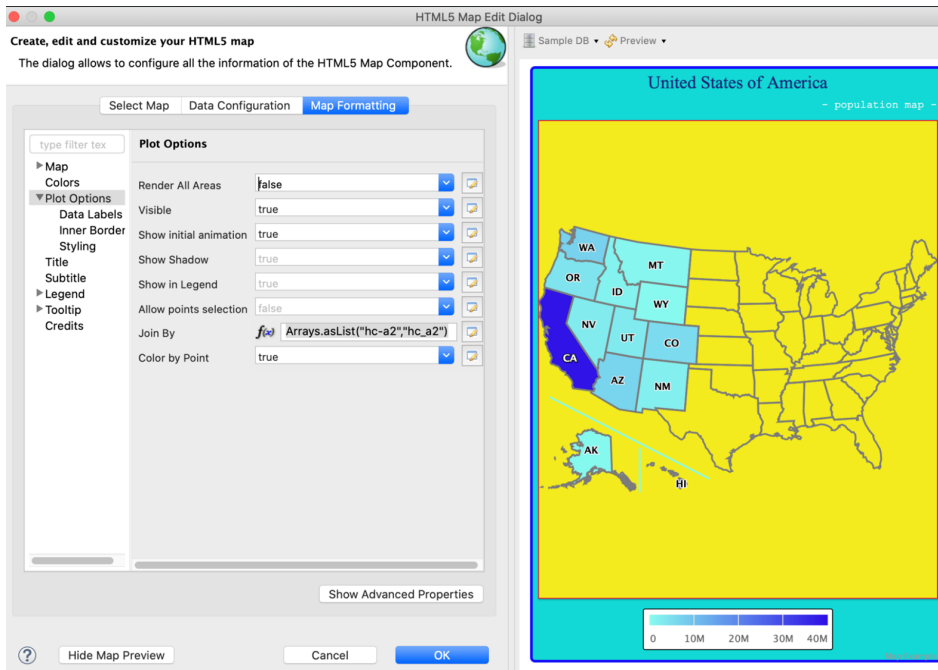 HTML5 Map Edit Dialog
Create, edit and customize your HTML5 map
The dialog allows to configure all the information of the HTML5 Map Component.
Sample DB
Preview
Select Map
Data Configuration
Map Formatting
type filter tex
Map
Colors
Plot Options
Data Labels
Inner Border
Styling
Title
Subtitle
Legend
Tooltip
Credits
Plot Options
Render All Areas false
Visible true
Show initial animation true
Show Shadow true
Show in Legend true
Allow points selection false
Join By f(x) Arrays.asList("hc-a2","hc_a2")
Color by Point true
Show Advanced Properties
? Hide Map Preview Cancel OK
United States of America
- population map -
WA
MT
OR
ID
WY
NV
UT
CO
CA
AZ
NM
AK
HI
0 10M 20M 30M 40M